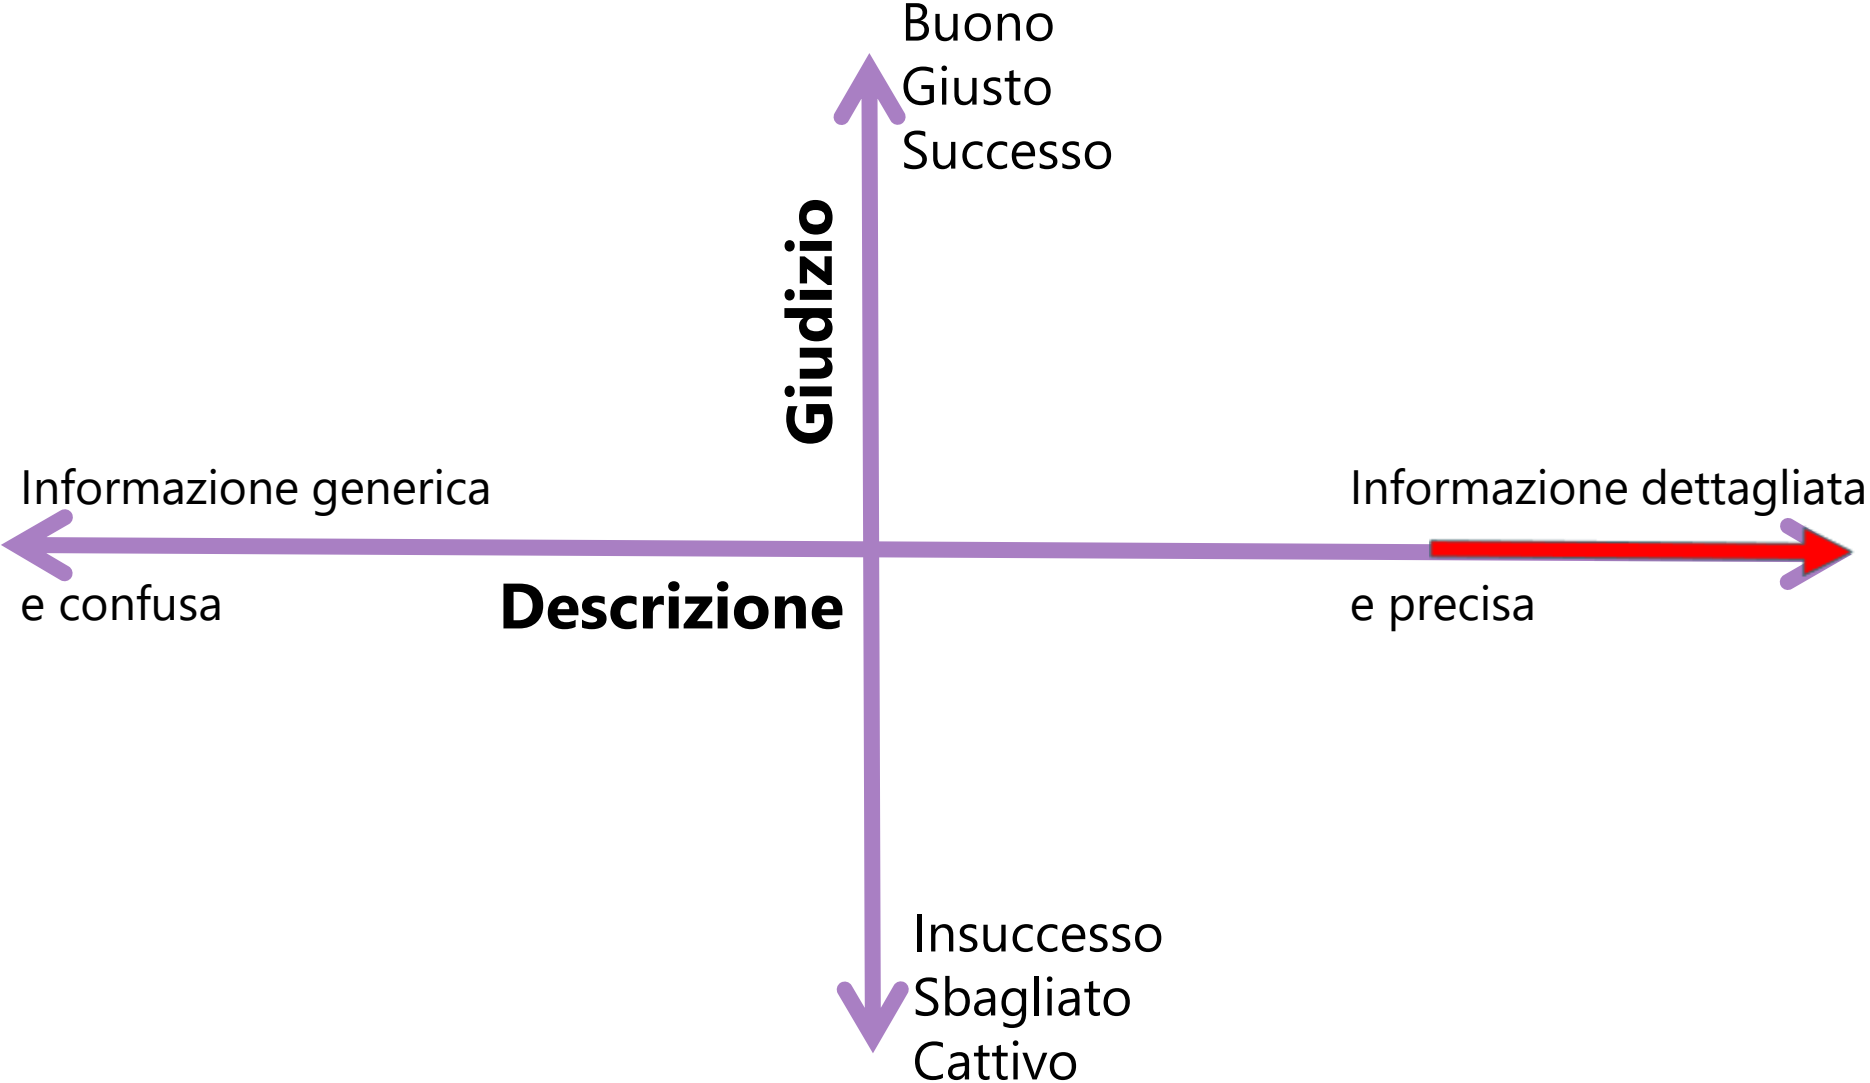 Buono
Giusto
Successo
Giudizio
Informazione generica
e confusa
Descrizione
Informazione dettagliata
e precisa
Insuccesso
Sbagliato
Cattivo